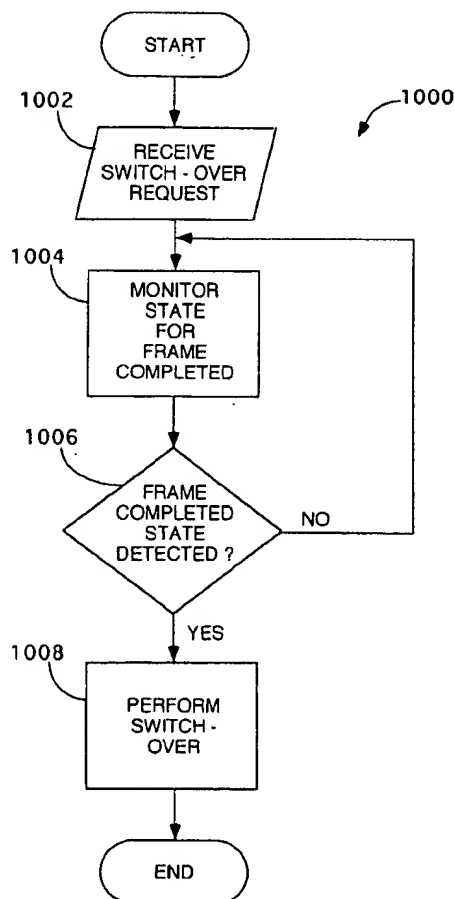 START
1002
1000
RECEIVE
SWITCH - OVER
REQUEST
1004
MONITOR
STATE
FOR
FRAME
COMPLETED
1006
FRAME
COMPLETED
STATE
DETECTED ?
NO
YES
1008
PERFORM
SWITCH -
OVER
END